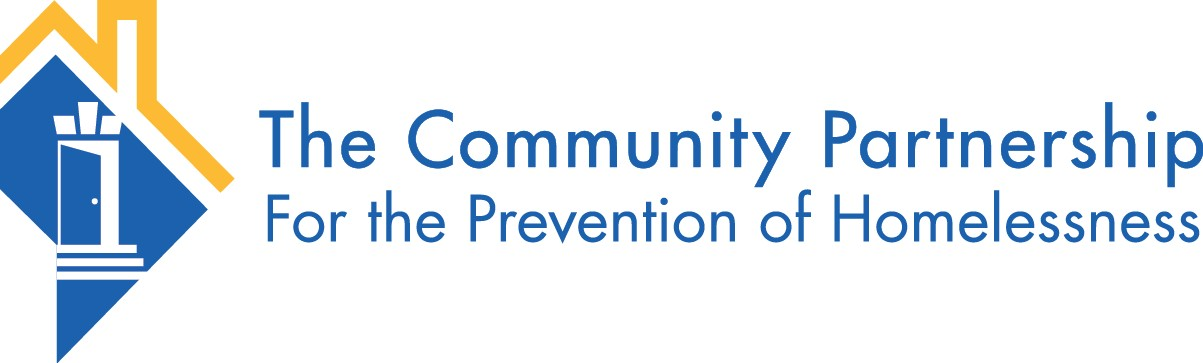 The Community Partnership
For the Prevention of Homelessness